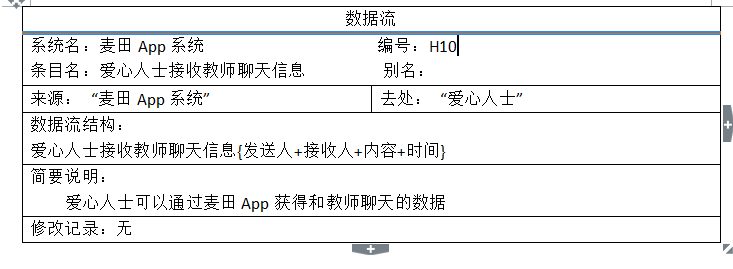 数据流
系统名：麦田 App 系统 编号：H10
条目名：爱心人士接收教师聊天信息 别名：
来源： “麦田 App 系统” 去处： “爱心人士”
数据流结构：
爱心人士接收教师聊天信息{发送人+接收人+内容+时间}
简要说明：
爱心人士可以通过麦田 App 获得和教师聊天的数据
修改记录：无